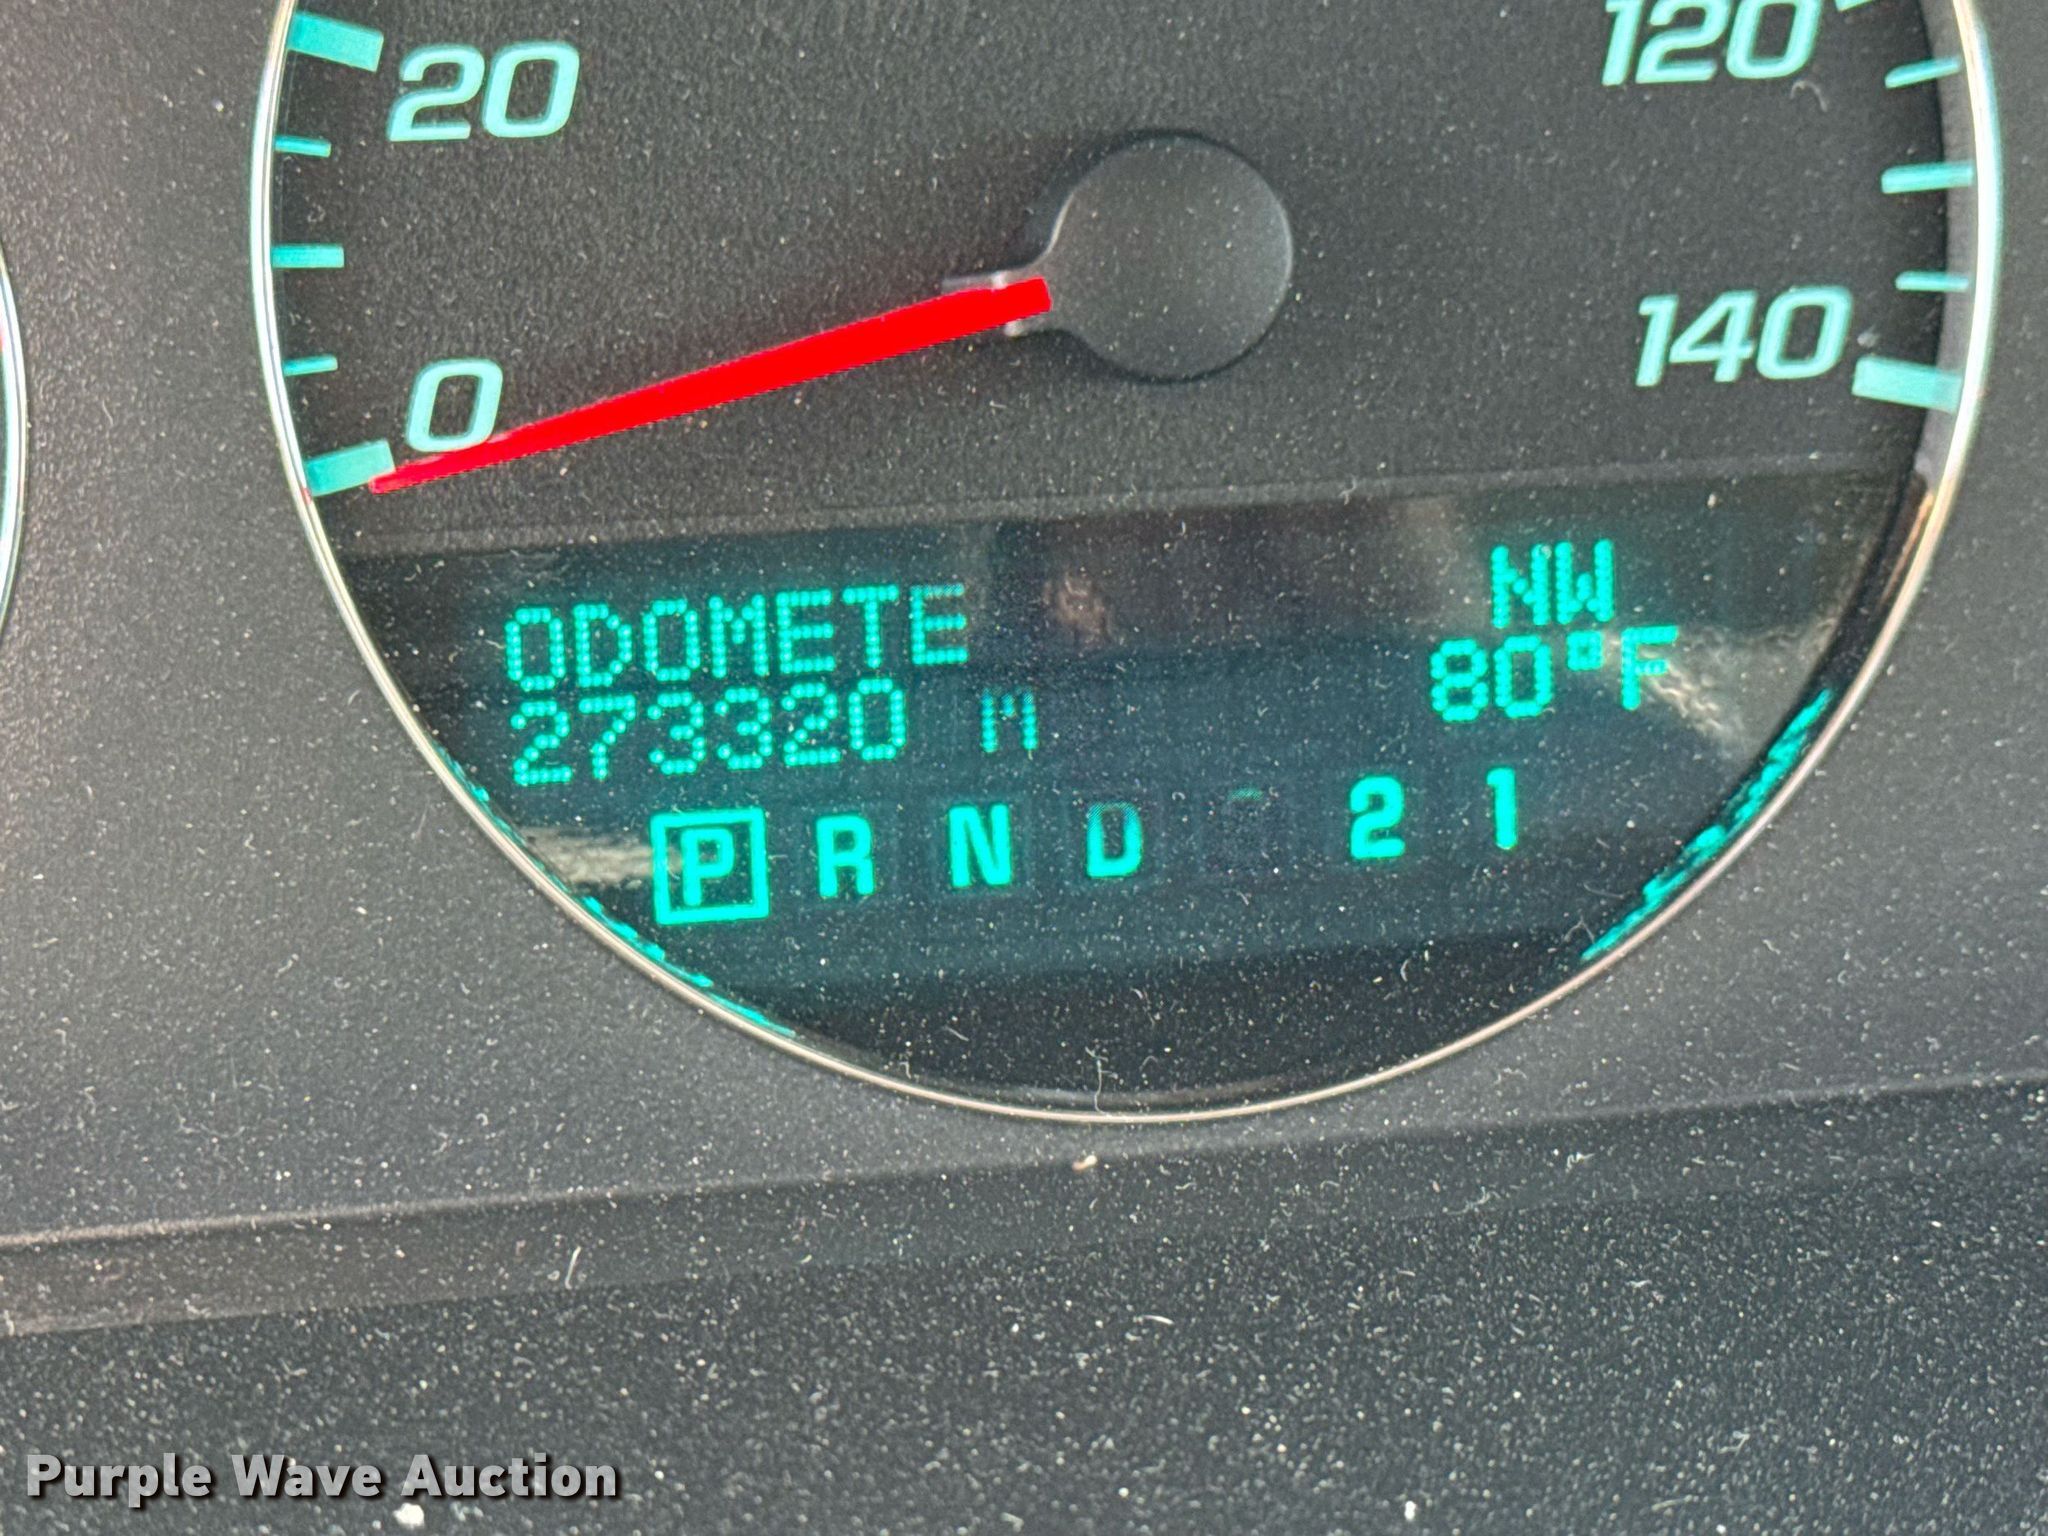 20
120
0
140
ODOMETE
NW
273320 M
80°F
P R N D 2 1
Purple Wave Auction